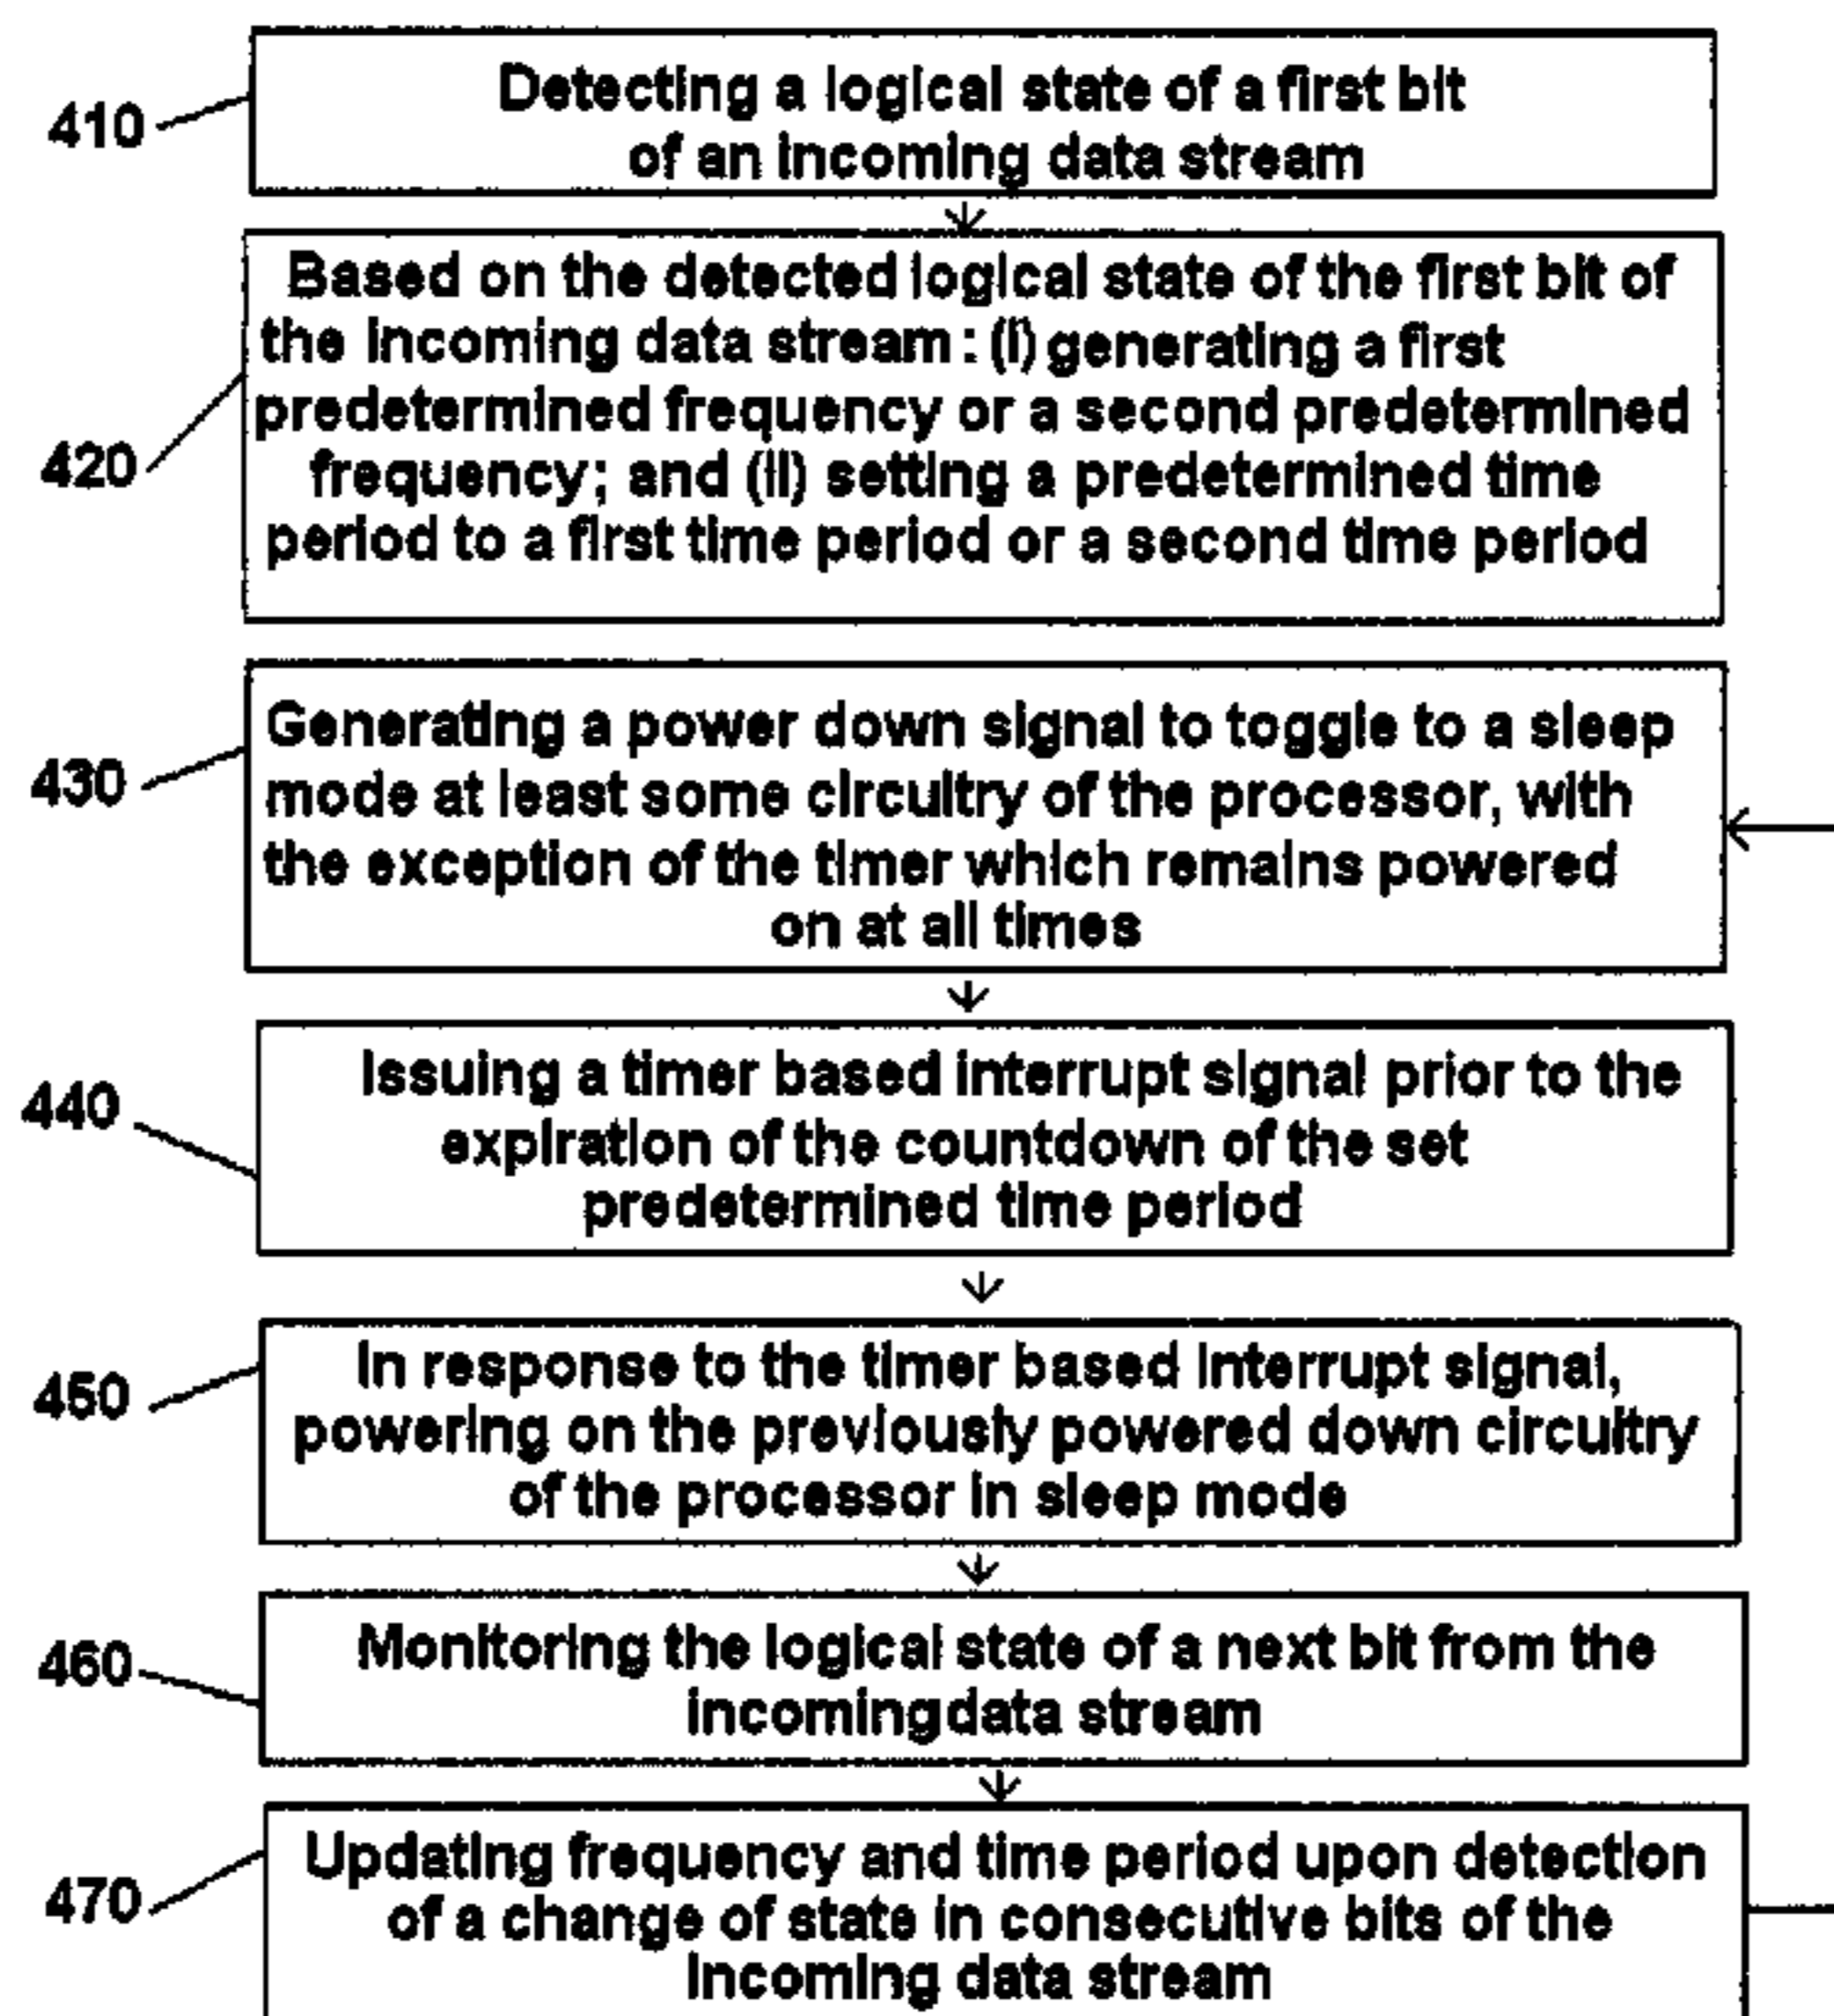 410
Detecting a logical state of a first bit
of an incoming data stream
420
Based on the detected logical state of the first bit of
the incoming data stream: (i) generating a first
predetermined frequency or a second predetermined
frequency; and (ii) setting a predetermined time
period to a first time period or a second time period
430
Generating a power down signal to toggle to a sleep
mode at least some circuitry of the processor, with
the exception of the timer which remains powered
on at all times
440
Issuing a timer based interrupt signal prior to the
expiration of the countdown of the set
predetermined time period
450
In response to the timer based interrupt signal,
powering on the previously powered down circuitry
of the processor in sleep mode
460
Monitoring the logical state of a next bit from the
incomingdata stream
470
Updating frequency and time period upon detection
of a change of state in consecutive bits of the
incoming data stream